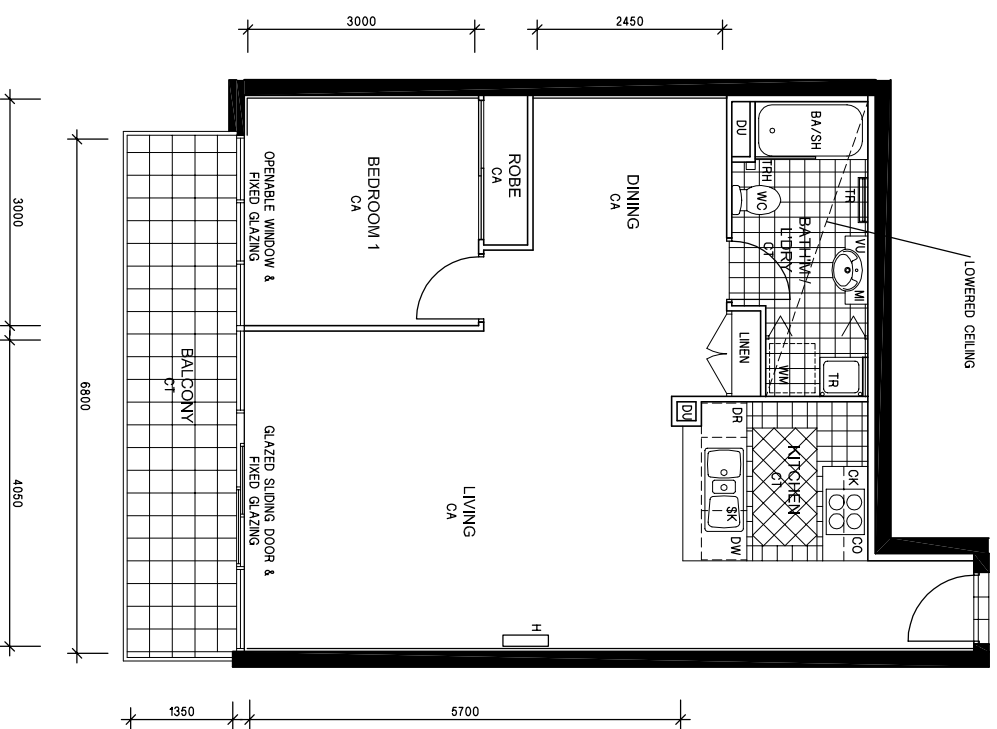 3000
2450
BA/SH
DU
TRH
WC
TR
BATH'M/
L'DRY
CT
VU
MI
LOWERED CEILING
ROBE
CA
DINING
CA
BEDROOM 1
CA
OPENABLE WINDOW &
FIXED GLAZING
3000
6800
4050
BALCONY
CT
LINEN
WM
TR
DU
DR
KITCHEN
CT
CK
CO
SK
DW
LIVING
CA
GLAZED SLIDING DOOR &
FIXED GLAZING
H
1350
5700